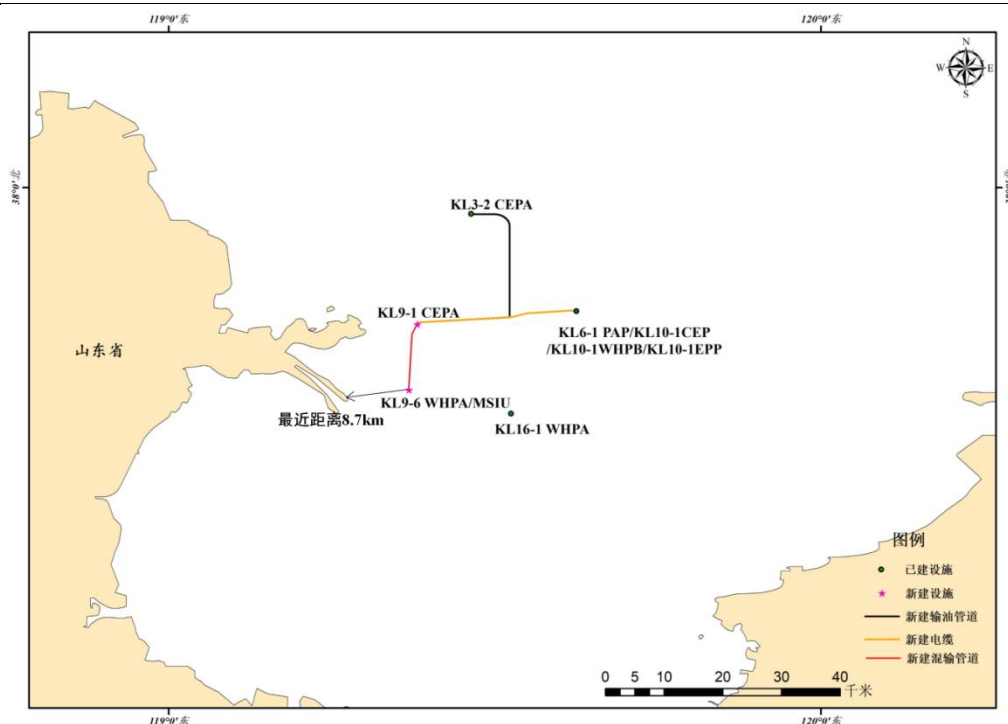 119°0′东
120°0′东
N
W
E
S
38°0′北
KL3-2 CEPA
KL9-1 CEPA
KL6-1 PAP/KL10-1CEP
/KL10-1WHPB/KL10-1EPP
山东省
KL9-6 WHPA/MSIU
最近距离8.7km
KL16-1 WHPA
图例
已建设施
新建设施
新建输油管道
新建电缆
新建混输管道
0 5 10 20 30 40
千米
119°0′东
120°0′东